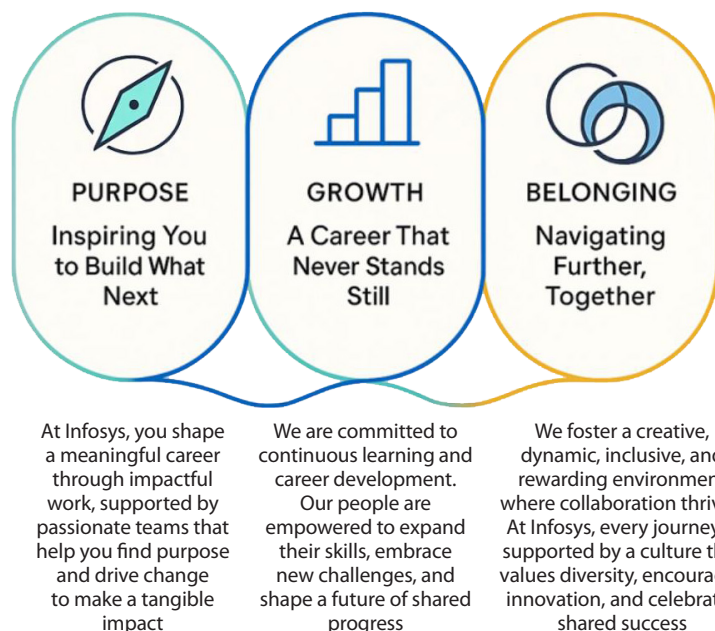 PURPOSE
Inspiring You
to Build What
Next
GROWTH
A Career That
Never Stands
Still
BELONGING
Navigating
Further,
Together
At Infosys, you shape
a meaningful career
through impactful
work, supported by
passionate teams that
help you find purpose
and drive change
to make a tangible
impact
We are committed to
continuous learning and
career development.
Our people are
empowered to expand
their skills, embrace
new challenges, and
shape a future of shared
progress
We foster a creative,
dynamic, inclusive,
rewarding
where collaboration
At Infosys, every journey
supported by a culture
values diversity,
innovation, and
shared success